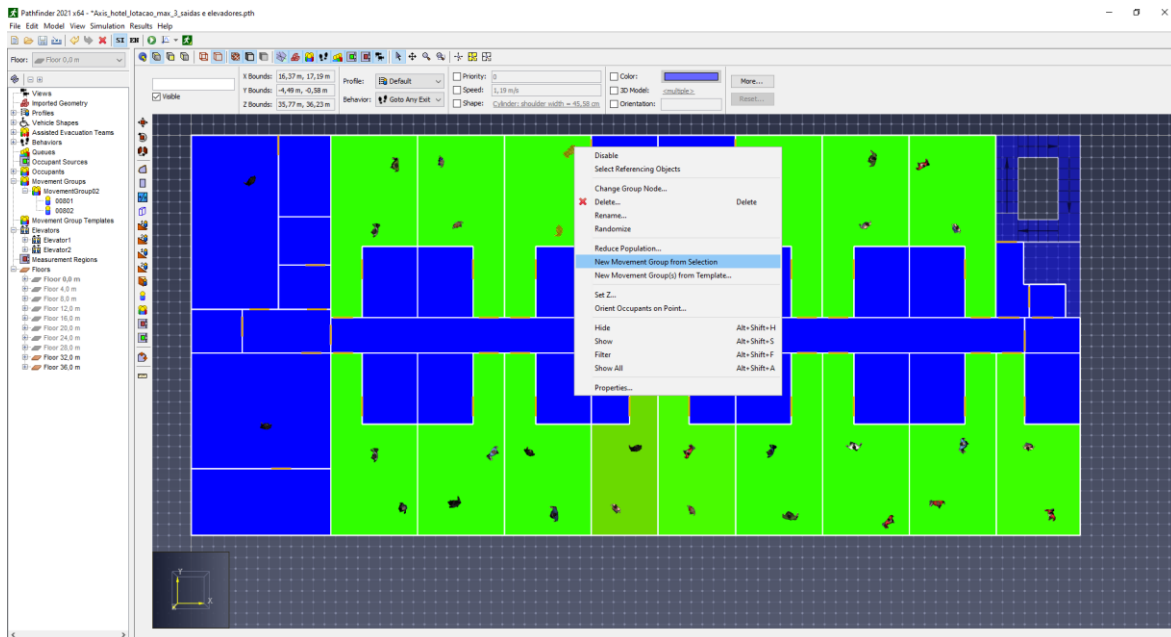 Pathfinder 2021 x64 - "Axis_hotel_lotacao_max_3_saidas e elevadores.pth
File Edit Model View Simulation Results Help
Floor: Floor 0,0 m
Visible
X Bounds: 16,37 m, 17,19 m
Y Bounds: -4,49 m, -0,58 m
Z Bounds: 35,77 m, 36,23 m
Profile: Default
Behavior: Goto Any Exit
Priority: 0
Speed: 1,19 m/s
Shape: Cylinder; shoulder width = 45,58 cm
Color:
3D Model: <multiple>
Orientation:
More...
Reset...
Views
Imported Geometry
Profiles
Vehicle Shapes
Assisted Evacuation Teams
Behaviors
Queues
Occupant Sources
Occupants
Movement Groups
MovementGroup02
00801
00802
Movement Group Templates
Elevators
Elevator1
Elevator2
Measurement Regions
Floors
Floor 0,0 m
Floor 4,0 m
Floor 8,0 m
Floor 12,0 m
Floor 16,0 m
Floor 20,0 m
Floor 24,0 m
Floor 28,0 m
Floor 32,0 m
Floor 36,0 m
Disable
Select Referencing Objects
Change Group Node...
Delete... Delete
Rename...
Randomize
Reduce Population...
New Movement Group from Selection
New Movement Group(s) from Template...
Set Z...
Orient Occupants on Point...
Hide Alt+Shift+H
Show Alt+Shift+S
Filter Alt+Shift+F
Show All Alt+Shift+A
Properties...
Y
X